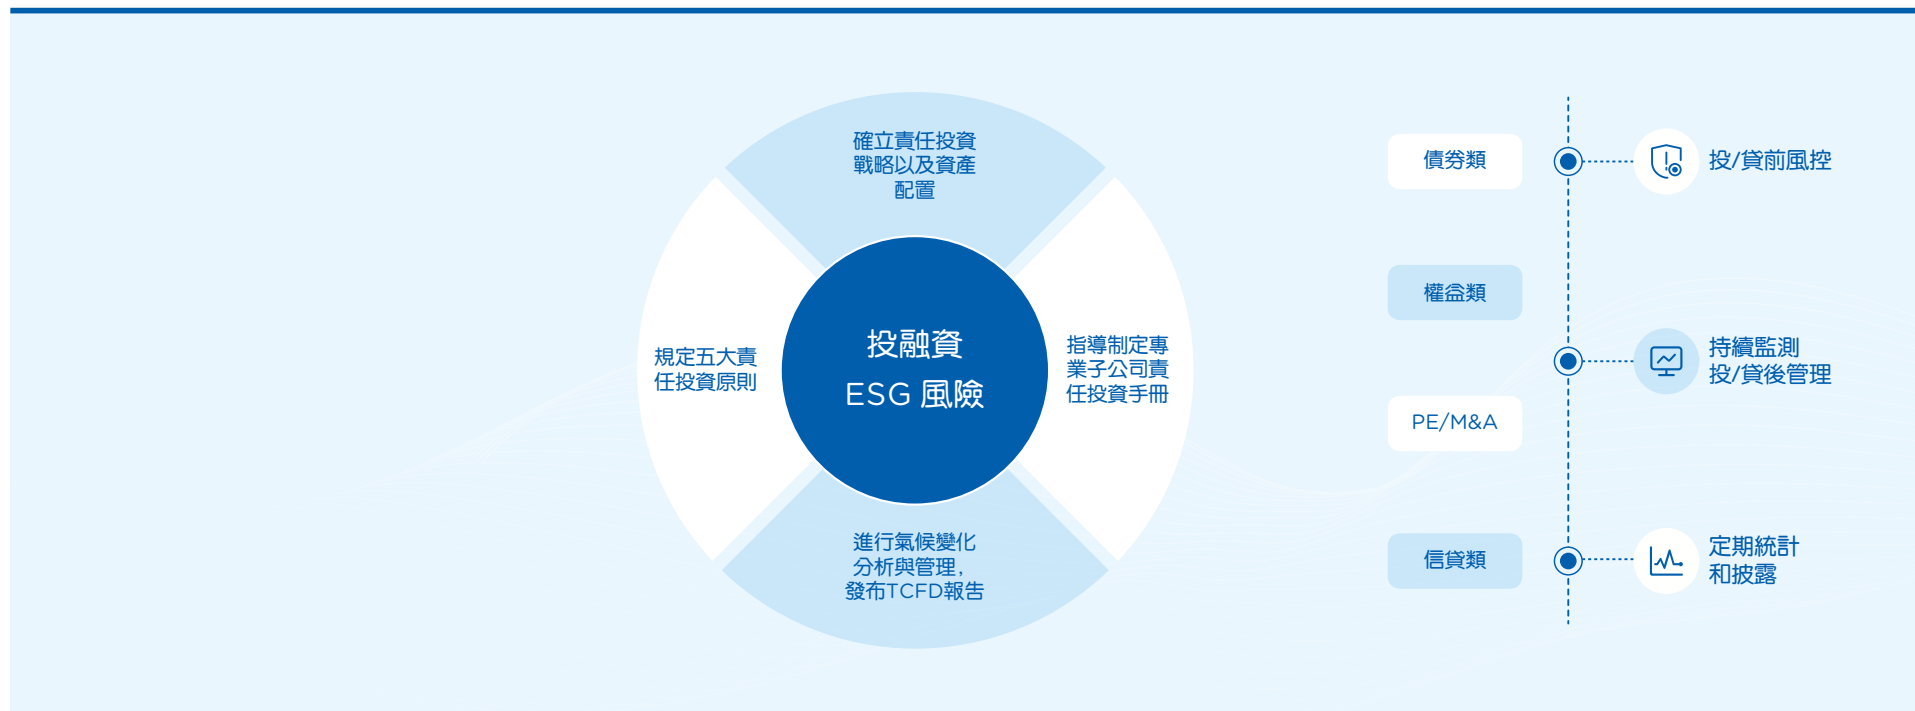 確立責任投資
戰略以及資產
配置
規定五大責
任投資原則
投融資
ESG 風險
指導制定專
業子公司責
任投資手冊
進行氣候變化
分析與管理，
發布TCFD報告
債券類
權益類
PE/M&A
信貸類
投/貸前風控
持續監測
投/貸後管理
定期統計
和披露